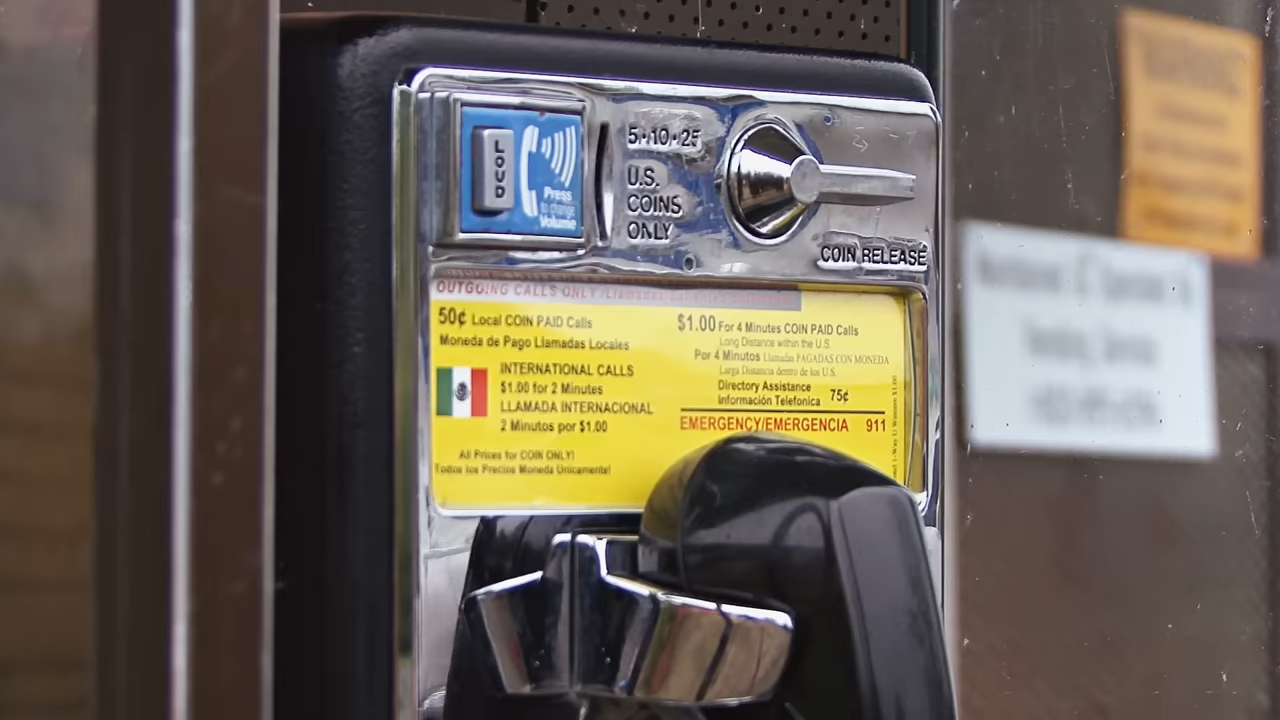 LOUD
Press
to change
Volume
5•10•25
U.S.
COINS
ONLY
COIN RELEASE
OUTGOING CALLS ONLY /Llamadas Salientes
50¢ Local COIN PAID Calls
Moneda de Pago Llamadas Locales
INTERNATIONAL CALLS
$1.00 for 2 Minutes
LLAMADA INTERNACIONAL
2 Minutos por $1.00
All Prices for COIN ONLY!
Todos los Precios Moneda Unicamente!
$1.00 For 4 Minutes COIN PAID Calls
Long Distance within the U.S.
Por 4 Minutos Llamadas PAGADAS CON MONEDA
Larga Distancia dentro de los U.S.
Directory Assistance
Información Telefonica 75¢
EMERGENCY/EMERGENCIA 911